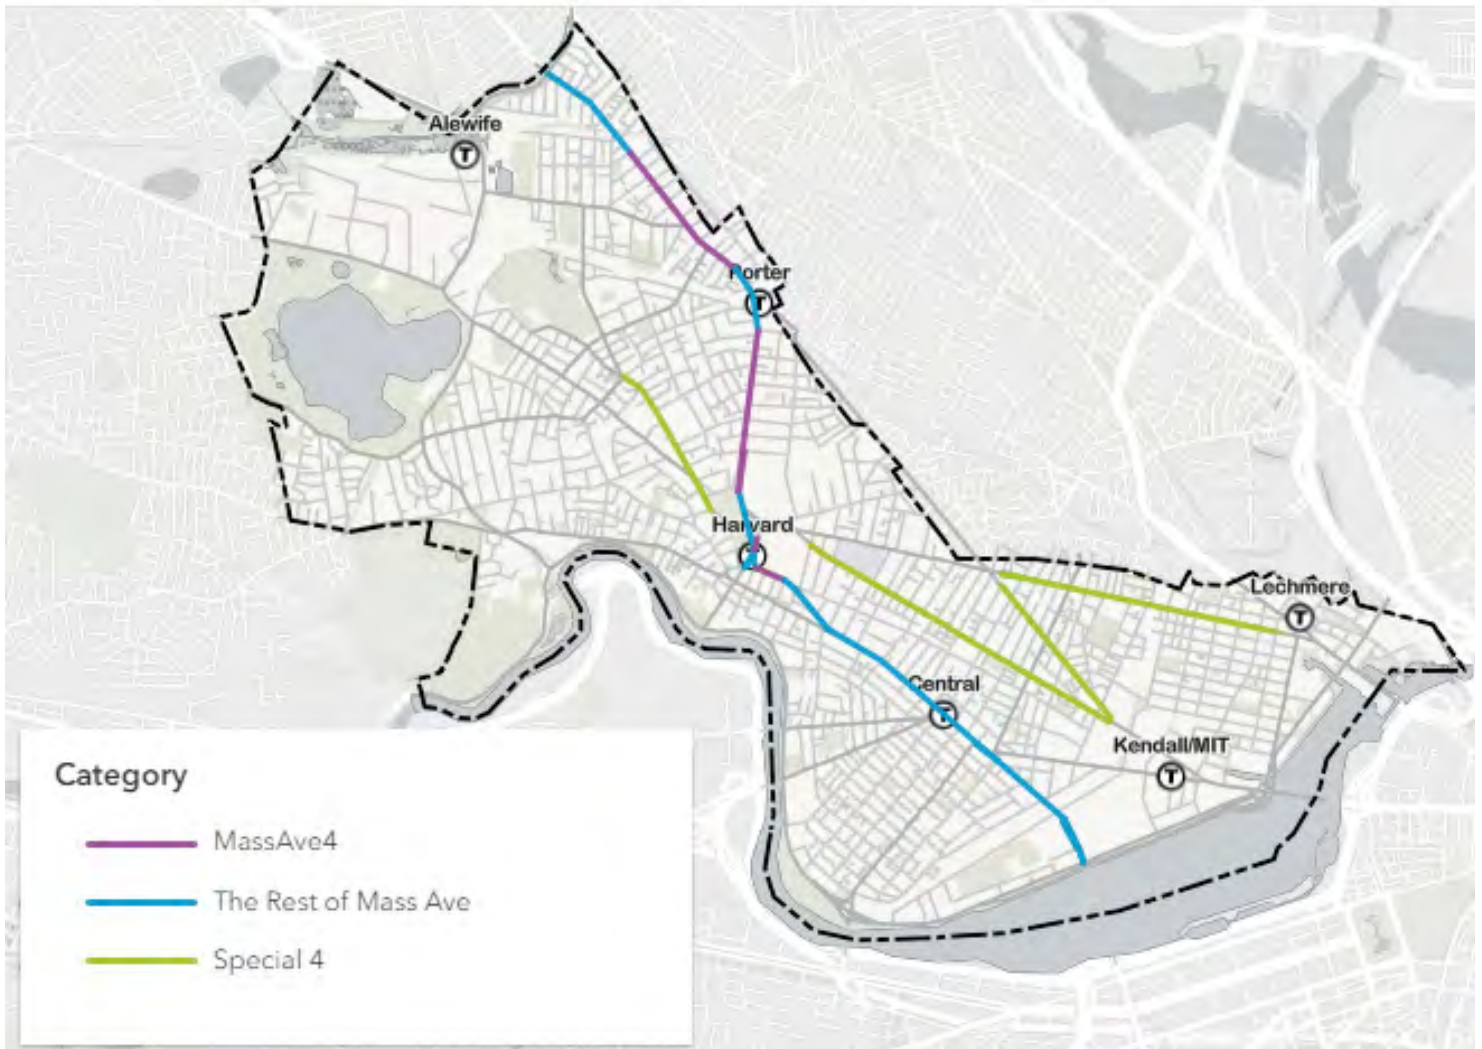 Alewife
T
Porter
T
Harvard
T
Lechmere
T
Central
T
Kendall/MIT
T
Category
MassAve4
The Rest of Mass Ave
Special 4